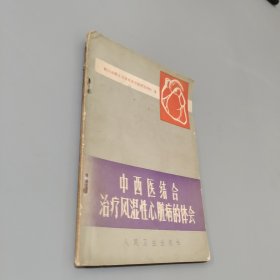 中西医结合
治疗风湿性心脏病的体会
人民卫生出版社